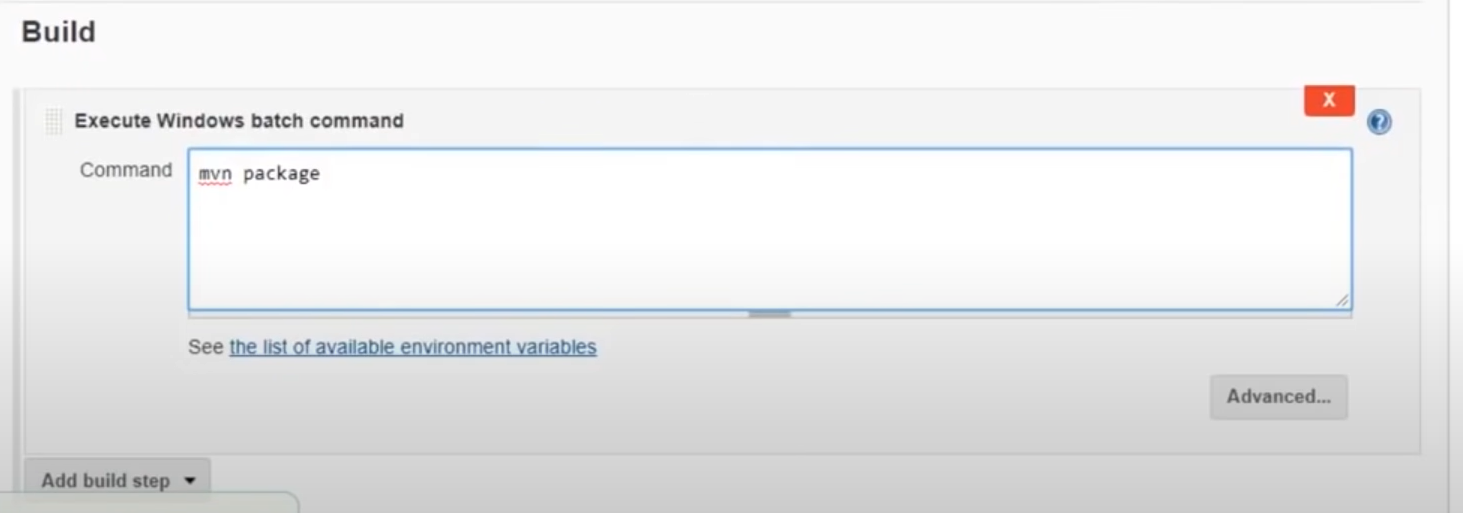 Build
X
Execute Windows batch command
?
Command
mvn package
See the list of available environment variables
Advanced...
Add build step